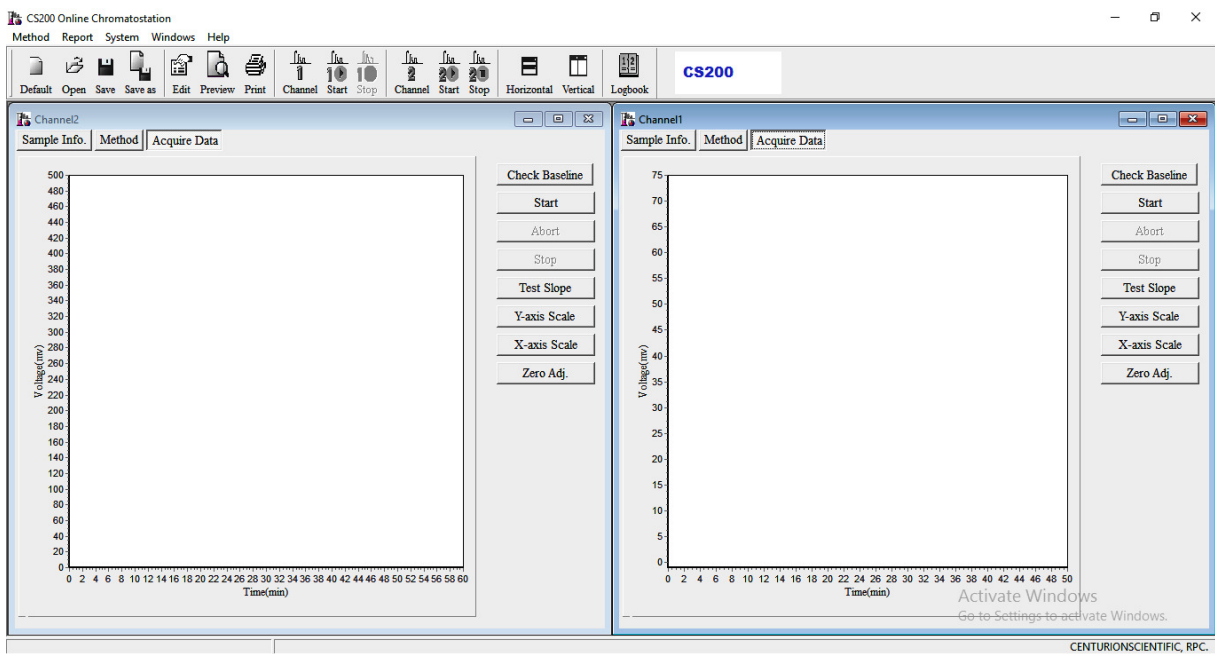 CS200 Online Chromatostation
Method Report System Windows Help
Default Open Save Save as Edit Preview Print Channel Start Stop Channel Start Stop Horizontal Vertical Logbook
CS200
Channel2
Sample Info. Method Acquire Data
500
480
460
440
420
400
380
360
340
320
300
280
260
240
220
200
180
160
140
120
100
80
60
40
20
0
Voltage(mv)
0 2 4 6 8 10 12 14 16 18 20 22 24 26 28 30 32 34 36 38 40 42 44 46 48 50 52 54 56 58 60
Time(min)
Check Baseline
Start
Abort
Stop
Test Slope
Y-axis Scale
X-axis Scale
Zero Adj.
Channel1
Sample Info. Method Acquire Data
75
70
65
60
55
50
45
40
35
30
25
20
15
10
5
0
Voltage(mv)
0 2 4 6 8 10 12 14 16 18 20 22 24 26 28 30 32 34 36 38 40 42 44 46 48 50
Time(min)
Check Baseline
Start
Abort
Stop
Test Slope
Y-axis Scale
X-axis Scale
Zero Adj.
Activate Windows
Go to Settings to activate Windows.
CENTURIONSCIENTIFIC, RPC.